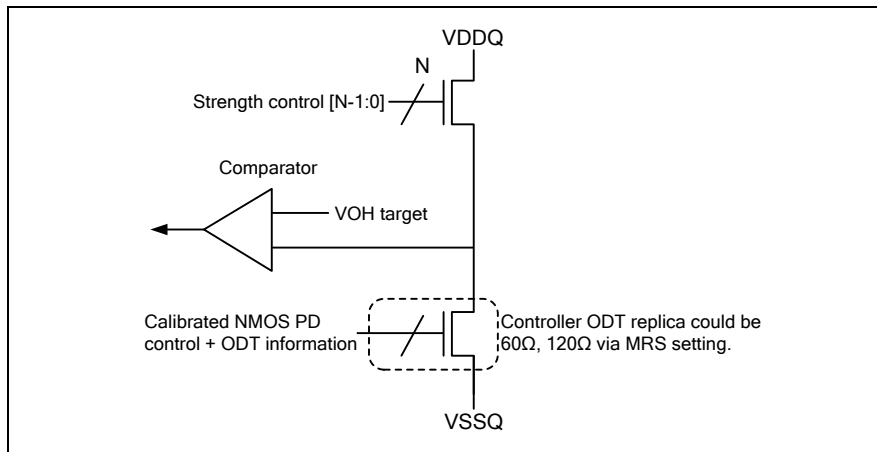 VDDQ
N
Strength control [N-1:0]
Comparator
VOH target
Calibrated NMOS PD
control + ODT information
Controller ODT replica could be
60Ω, 120Ω via MRS setting.
VSSQ